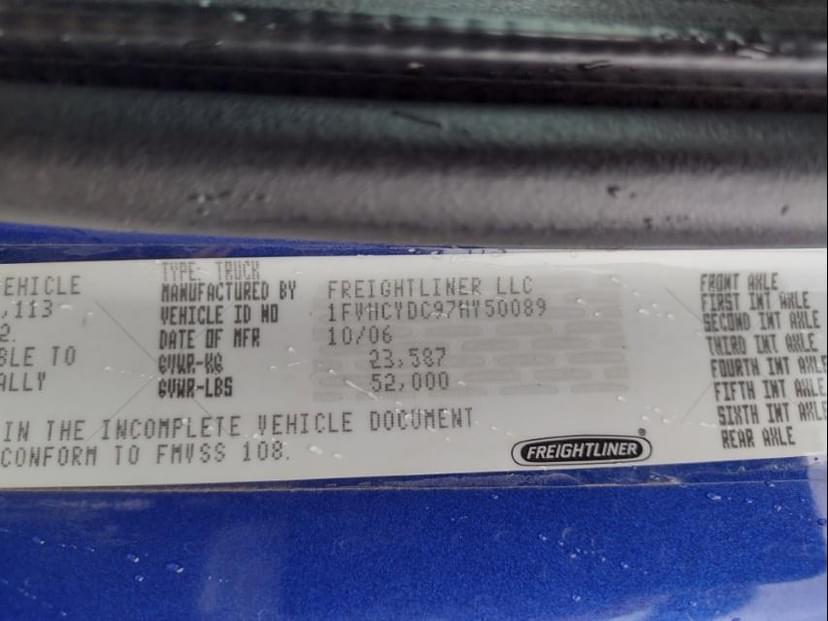 EHICLE
,113
2.
BLE TO
ALLY
TYPE: TRUCK
MANUFACTURED BY FREIGHTLINER LLC
VEHICLE ID NO 1FVHCYDC97HY50089
DATE OF MFR 10/06
GVWR-KG 23,587
GVWR-LBS 52,000
IN THE INCOMPLETE VEHICLE DOCUMENT
CONFORM TO FMVSS 108.
FREIGHTLINER®
FRONT AXLE
FIRST INT AXLE
SECOND INT AXLE
THIRD INT AXLE
FOURTH INT AXLE
FIFTH INT AXLE
SIXTH INT AXLE
REAR AXLE